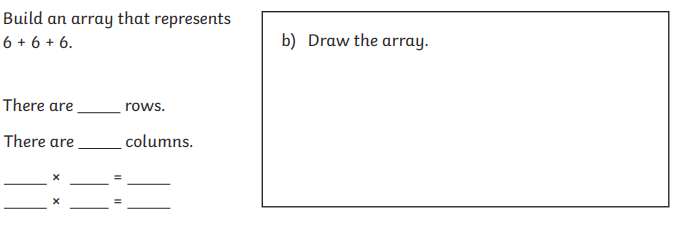 Build an array that represents
6 + 6 + 6.
There are _____ rows.
There are _____ columns.
_____ × _____ = _____
_____ × _____ = _____
b) Draw the array.